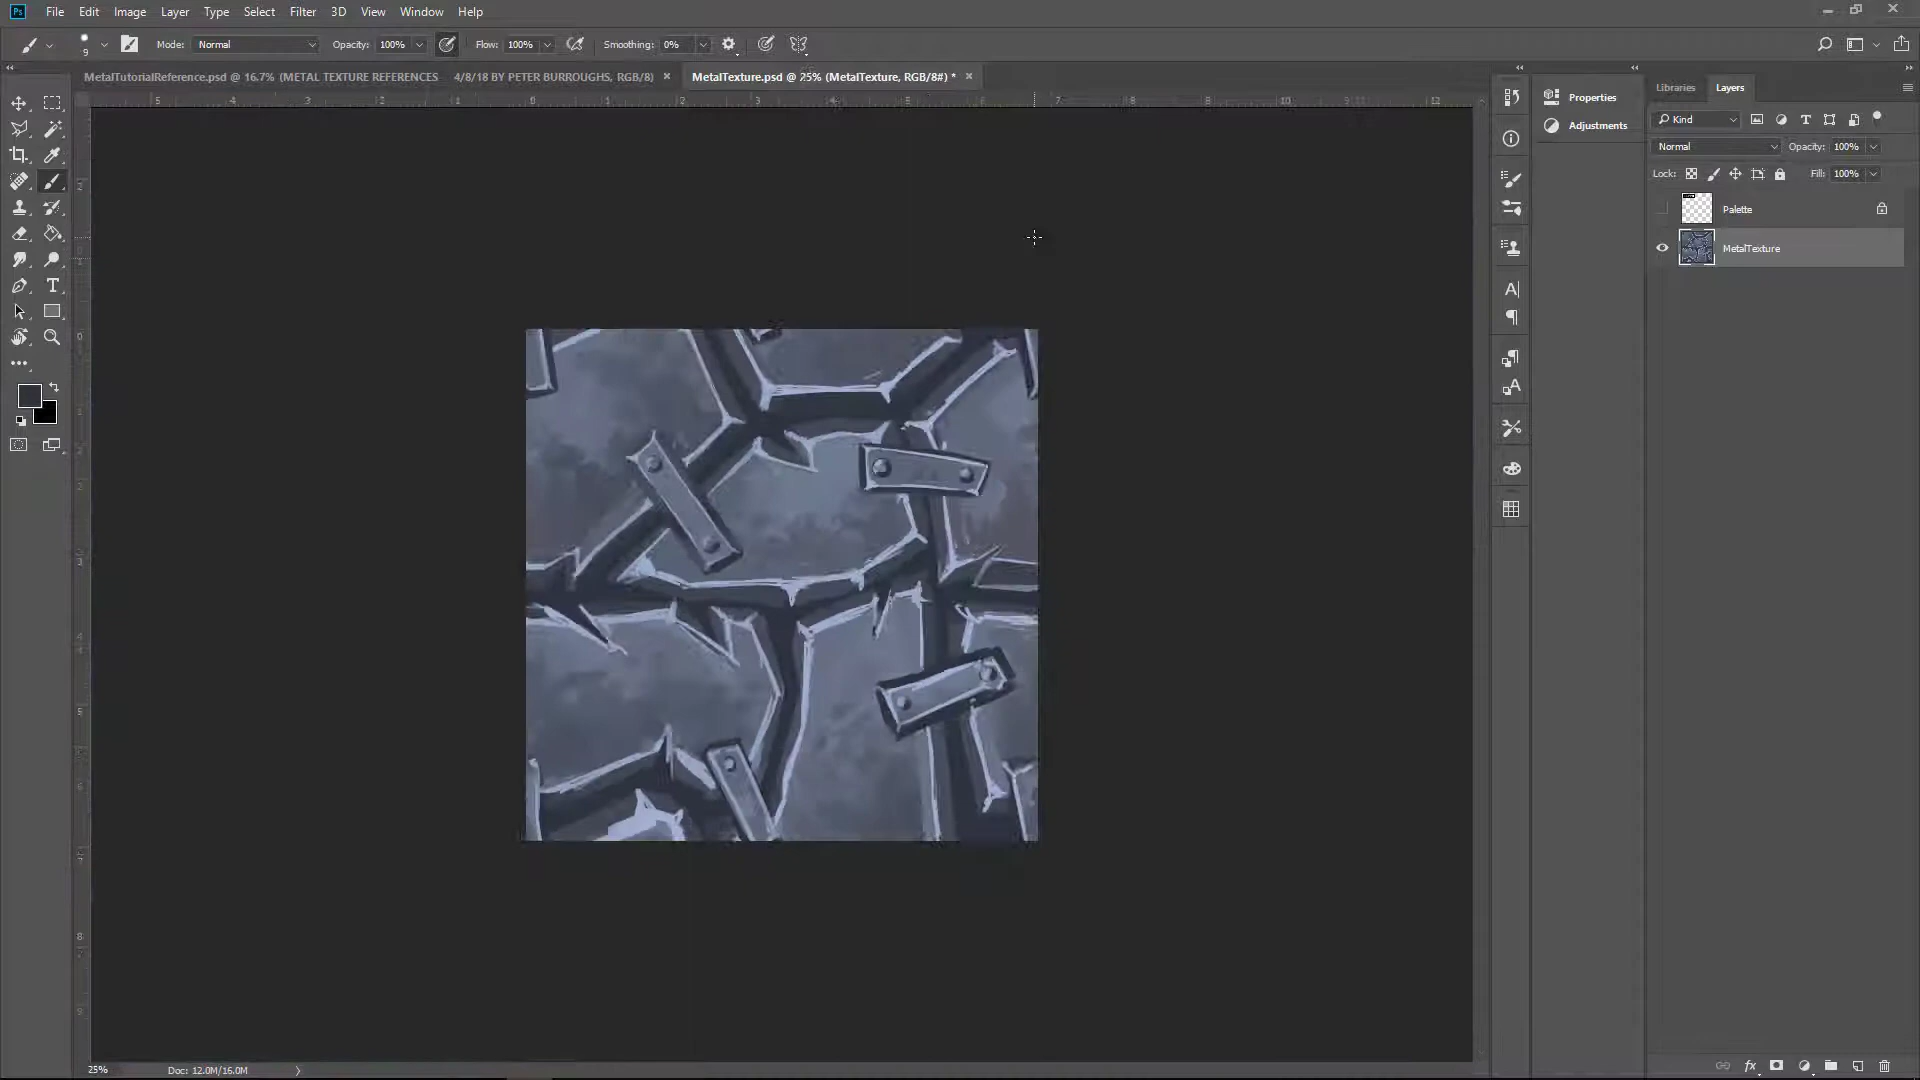 Ps File Edit Image Layer Type Select Filter 3D View Window Help
9 Mode: Normal Opacity: 100% Flow: 100% Smoothing: 0%
MetalTutorialReference.psd @ 16.7% (METAL TEXTURE REFERENCES 4/8/18 BY PETER BURROUGHS, RGB/8) × MetalTexture.psd @ 25% (MetalTexture, RGB/8#) * ×
Properties
Adjustments
Libraries Layers
Kind
Normal Opacity: 100%
Lock: Fill: 100%
Palette
MetalTexture
25% Doc: 12.0M/16.0M